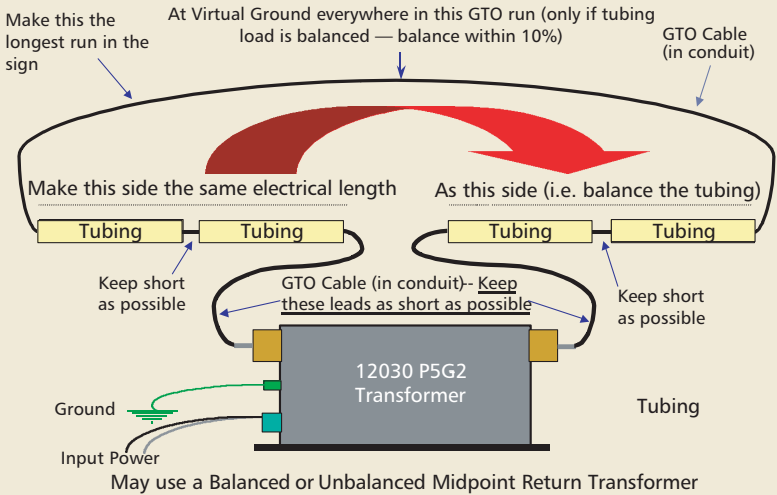 Make this the
longest run in the
sign
At Virtual Ground everywhere in this GTO run (only if tubing
load is balanced — balance within 10%)
GTO Cable
(in conduit)
Make this side the same electrical length
As this side (i.e. balance the tubing)
Tubing
Tubing
Tubing
Tubing
Keep short
as possible
GTO Cable (in conduit)-- Keep
these leads as short as possible
Keep short
as possible
12030 P5G2
Transformer
Ground
Tubing
Input Power
May use a Balanced or Unbalanced Midpoint Return Transformer